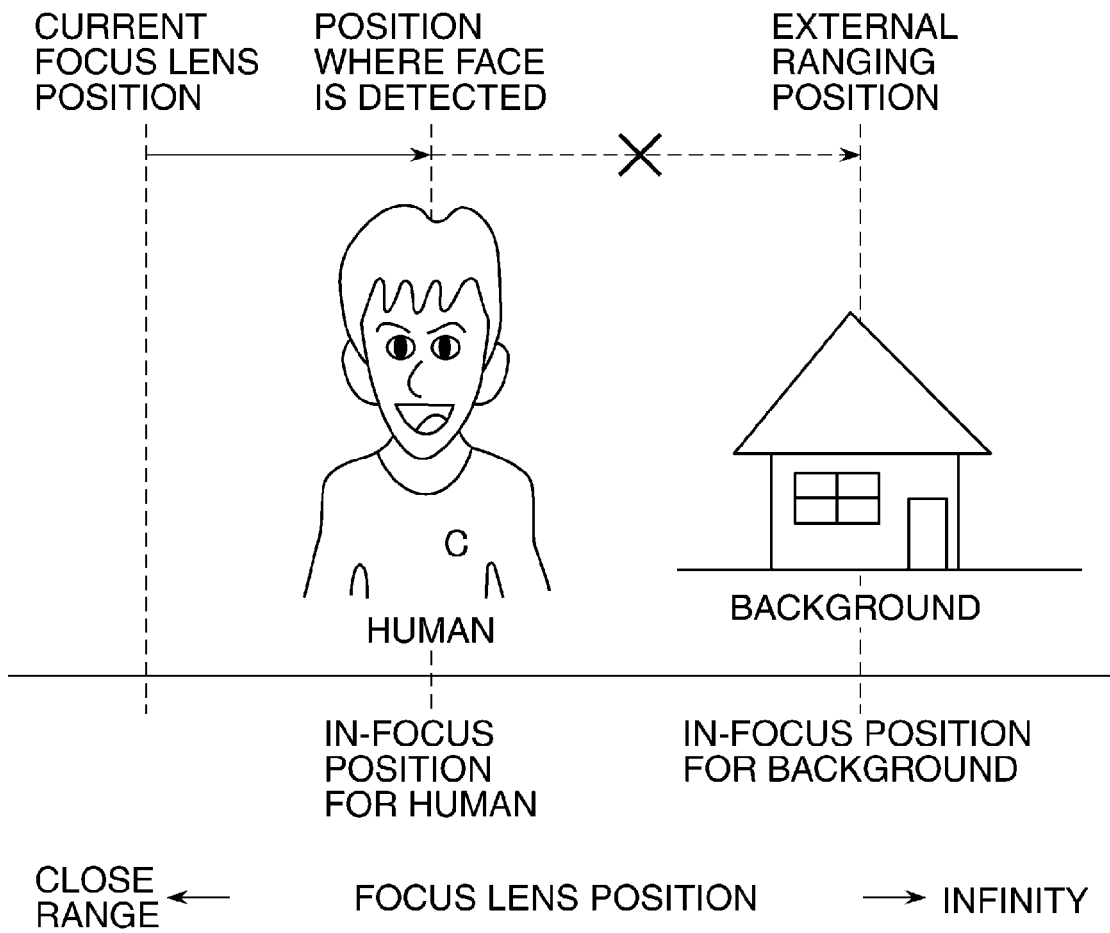 CURRENT
FOCUS LENS
POSITION
POSITION
WHERE FACE
IS DETECTED
EXTERNAL
RANGING
POSITION
C
HUMAN
BACKGROUND
IN-FOCUS
POSITION
FOR HUMAN
IN-FOCUS POSITION
FOR BACKGROUND
CLOSE
RANGE
FOCUS LENS POSITION
INFINITY